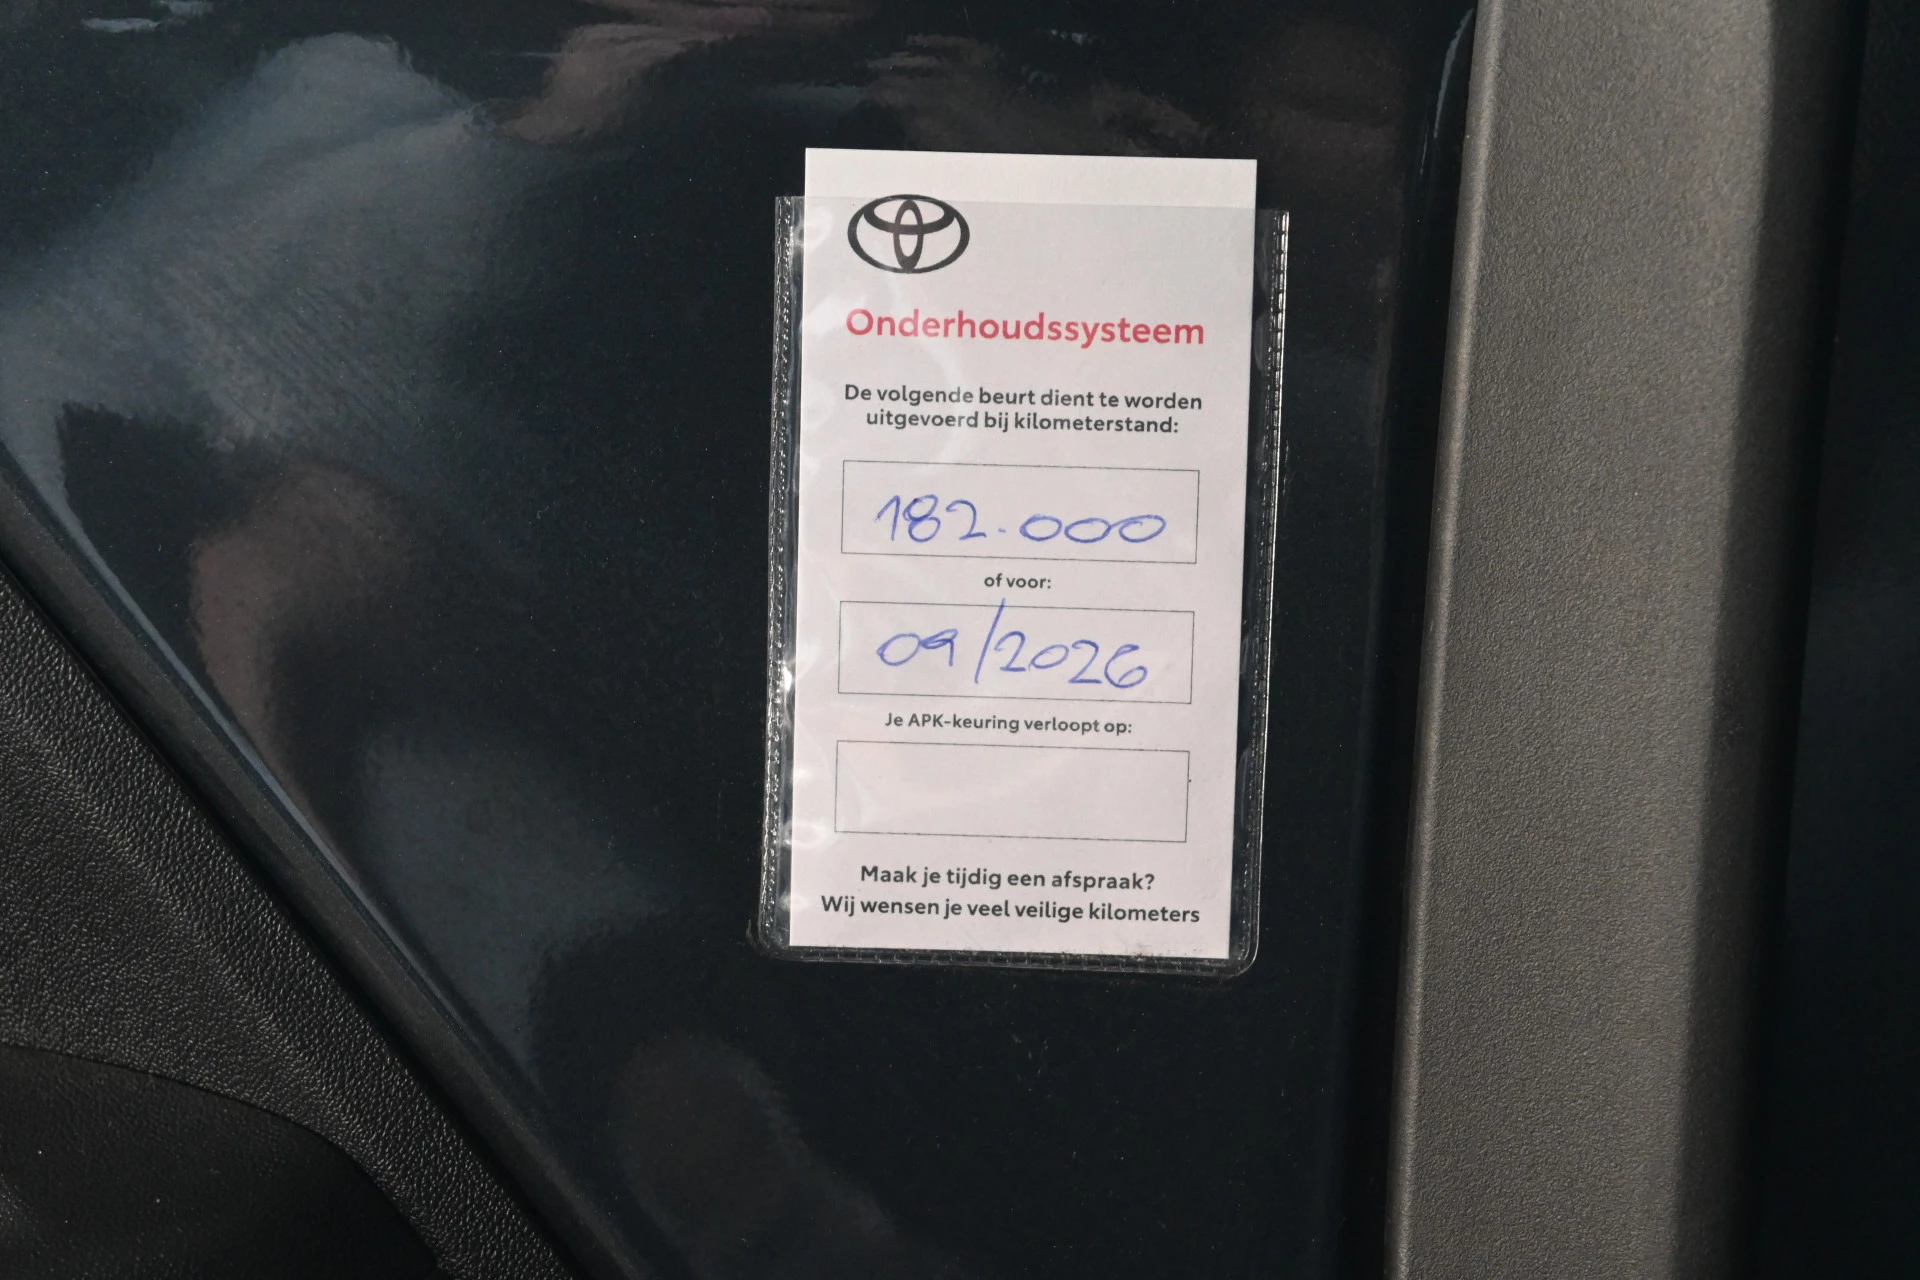 Onderhoudssysteem
De volgende beurt dient te worden
uitgevoerd bij kilometerstand:
182.000
of voor:
09/2026
Je APK-keuring verloopt op:
Maak je tijdig een afspraak?
Wij wensen je veel veilige kilometers